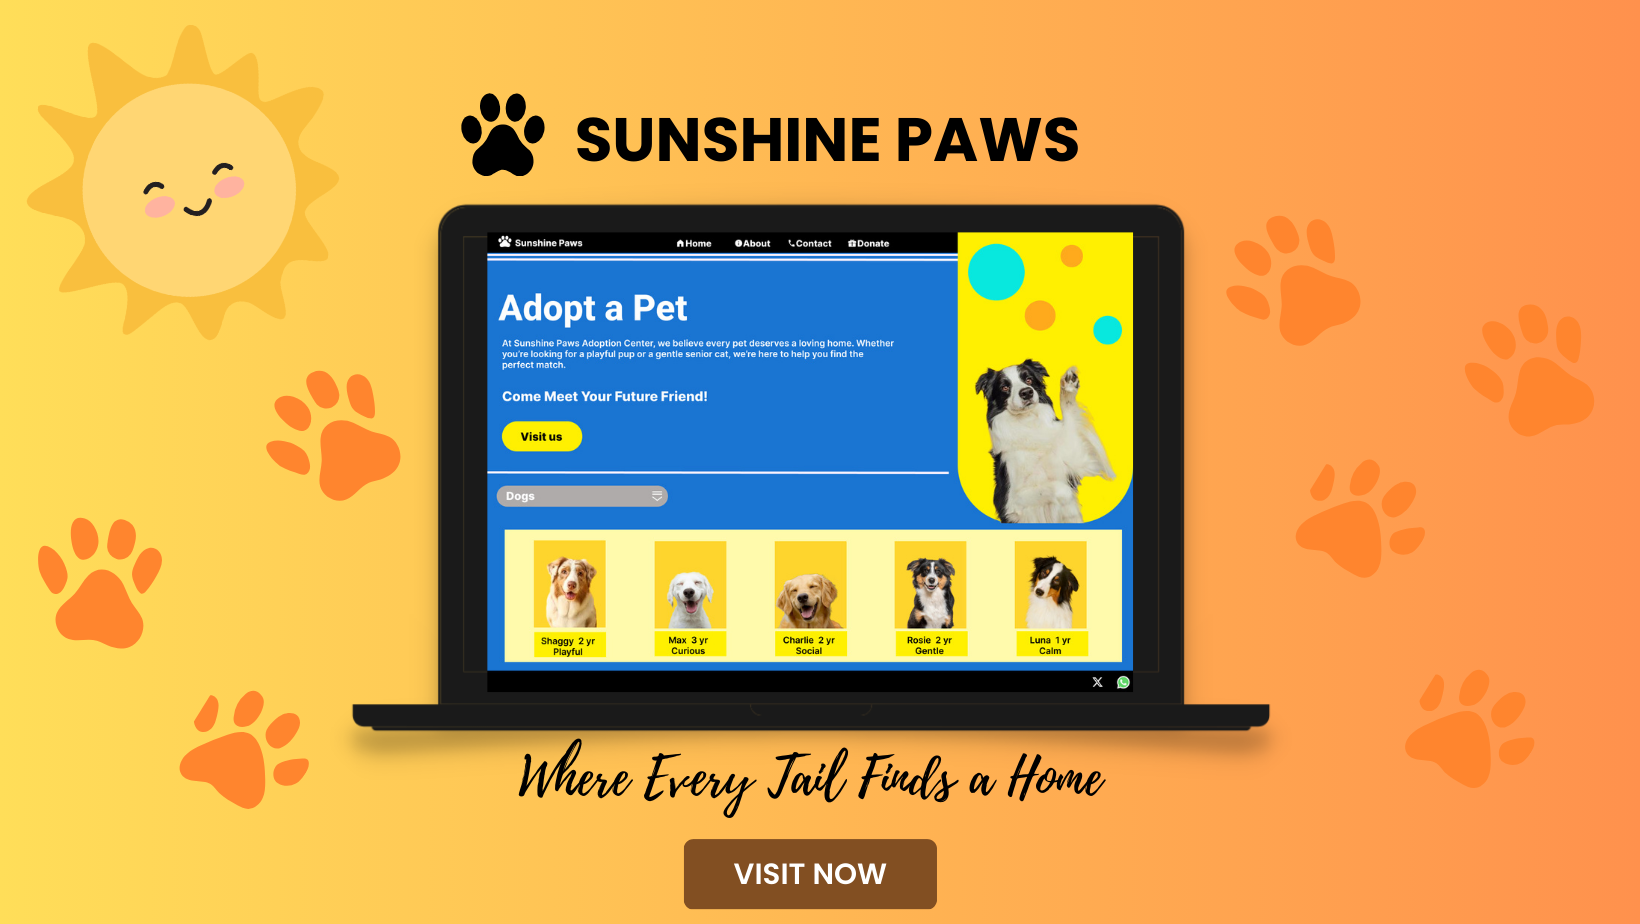 SUNSHINE PAWS
Sunshine Paws
Home
About
Contact
Donate
Adopt a Pet
At Sunshine Paws Adoption Center, we believe every pet deserves a loving home. Whether
you're looking for a playful pup or a gentle senior cat, we're here to help you find the
perfect match.
Come Meet Your Future Friend!
Visit us
Dogs
Shaggy 2 yr
Playful
Max 3 yr
Curious
Charlie 2 yr
Social
Rosie 2 yr
Gentle
Luna 1 yr
Calm
Where Every Tail Finds a Home
VISIT NOW